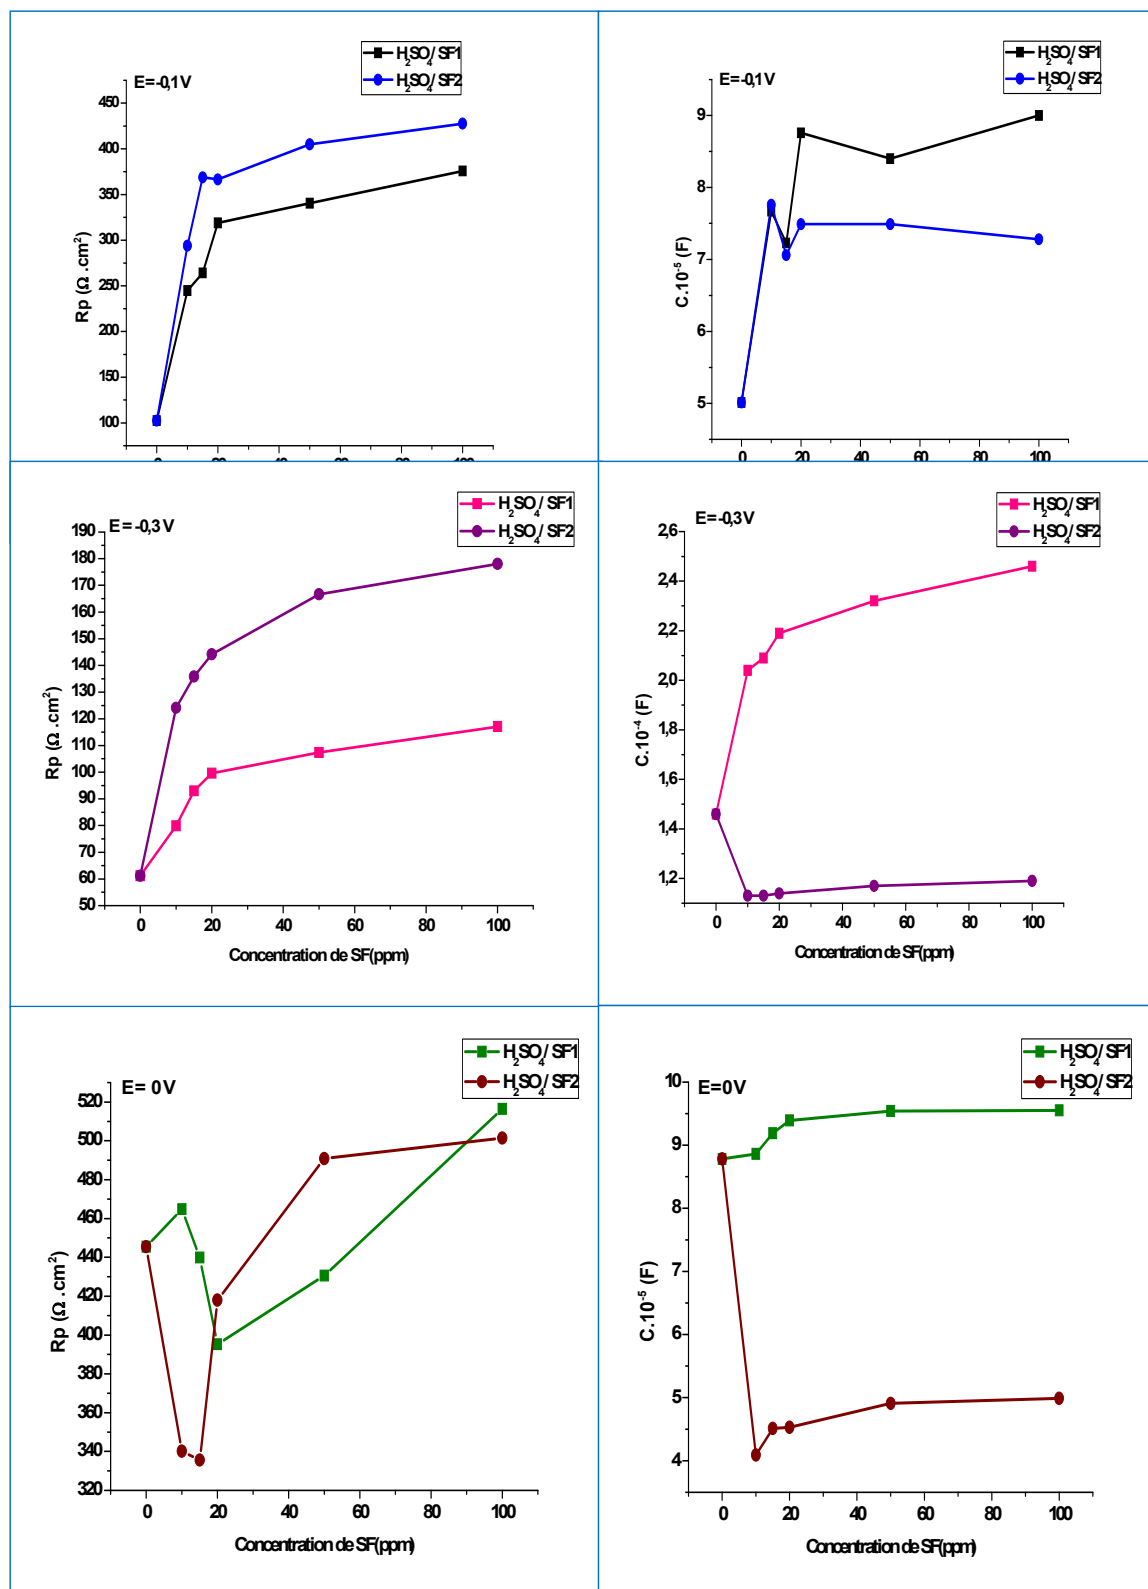 H2SO4/ SF1
H2SO4/ SF2
E=-0,1V
450
400
350
300
250
200
150
100
Rp (Ω .cm²)
H2SO4/ SF1
H2SO4/ SF2
E=-0,1V
9
8
7
6
5
C.10⁻⁵ (F)
0 20 40 60 80 100
H2SO4/ SF1
H2SO4/ SF2
E= -0,3 V
190
180
170
160
150
140
130
120
110
100
90
80
70
60
50
Rp (Ω .cm²)
0 20 40 60 80 100
Concentration de SF(ppm)
H2SO4/ SF1
H2SO4/ SF2
E=-0,3V
2,6
2,4
2,2
2,0
1,8
1,6
1,4
1,2
C.10⁻⁴ (F)
0 20 40 60 80 100
Concentration de SF(ppm)
H2SO4/ SF1
H2SO4/ SF2
E= 0V
520
500
480
460
440
420
400
380
360
340
320
Rp (Ω .cm²)
0 20 40 60 80 100
Concentration de SF(ppm)
H2SO4/ SF1
H2SO4/ SF2
E=0V
10
9
8
7
6
5
4
C.10⁻⁵ (F)
0 20 40 60 80 100
Concentration de SF(ppm)